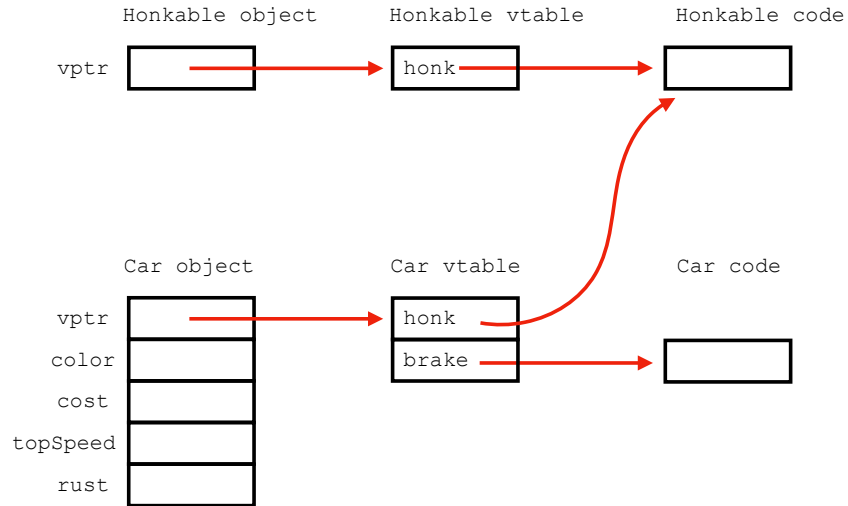 Honkable object Honkable vtable Honkable code
vptr honk
Car object Car vtable Car code
vptr honk
color brake
cost
topSpeed
rust